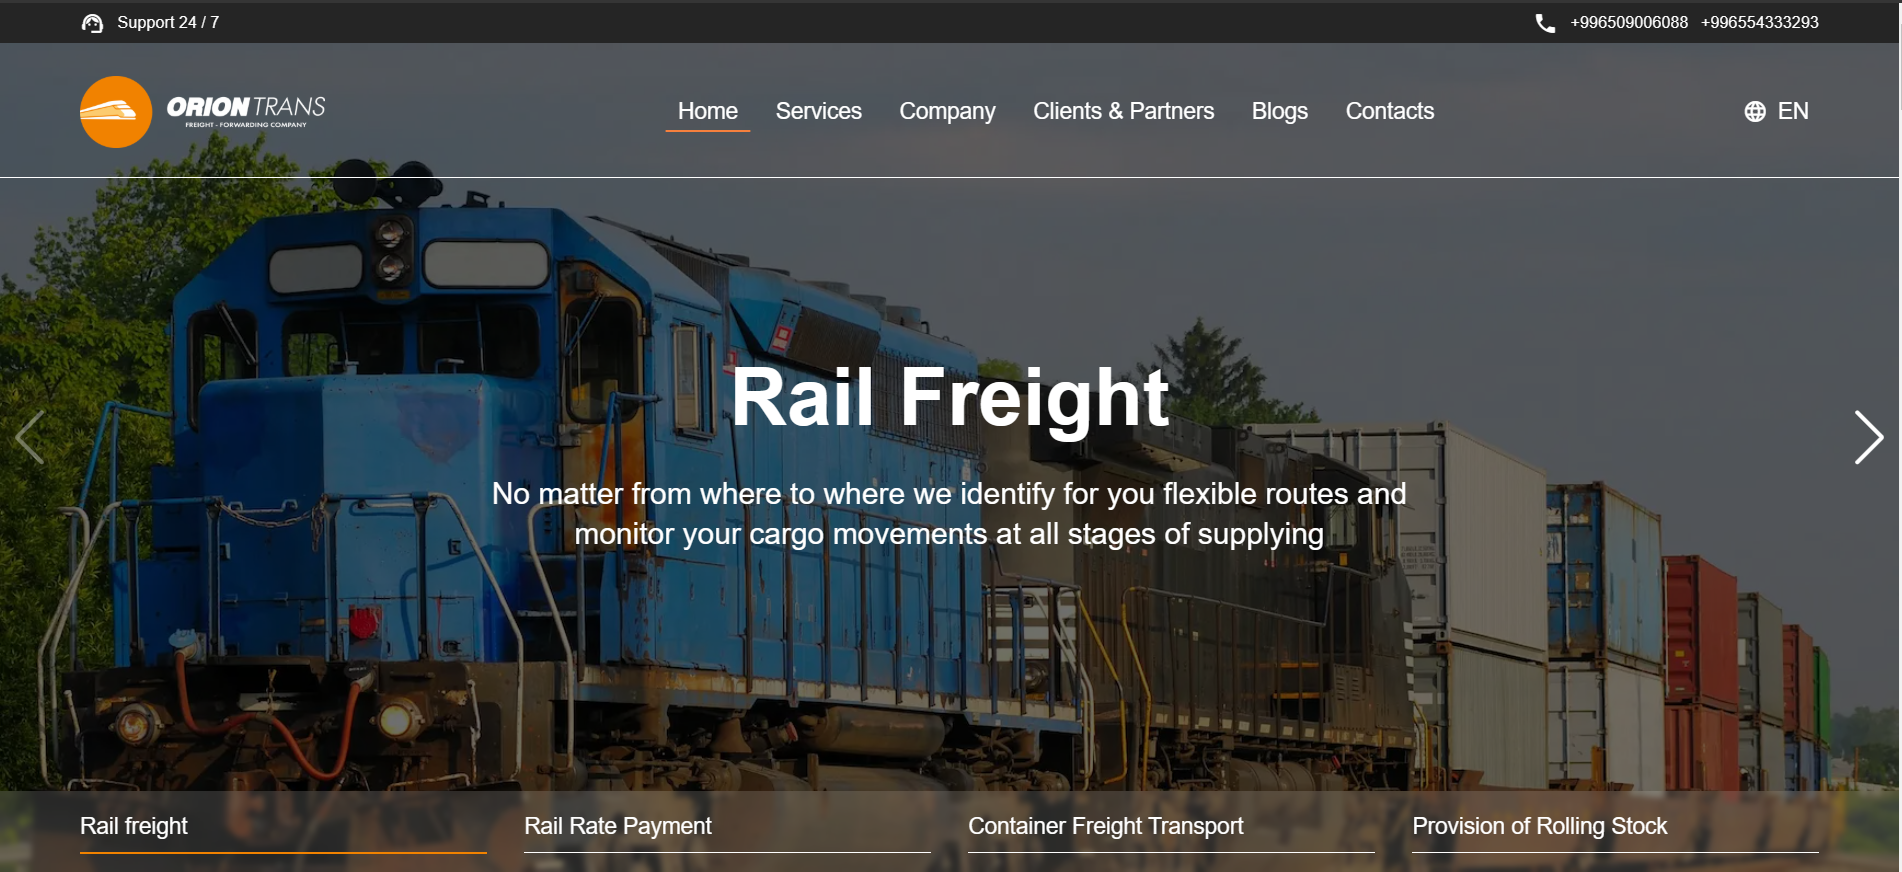 Support 24 / 7
+996509006088 +996554333293
ORION TRANS
FREIGHT - FORWARDING COMPANY
Home Services Company Clients & Partners Blogs Contacts
EN
Rail Freight
No matter from where to where we identify for you flexible routes and
monitor your cargo movements at all stages of supplying
Rail freight
Rail Rate Payment
Container Freight Transport
Provision of Rolling Stock